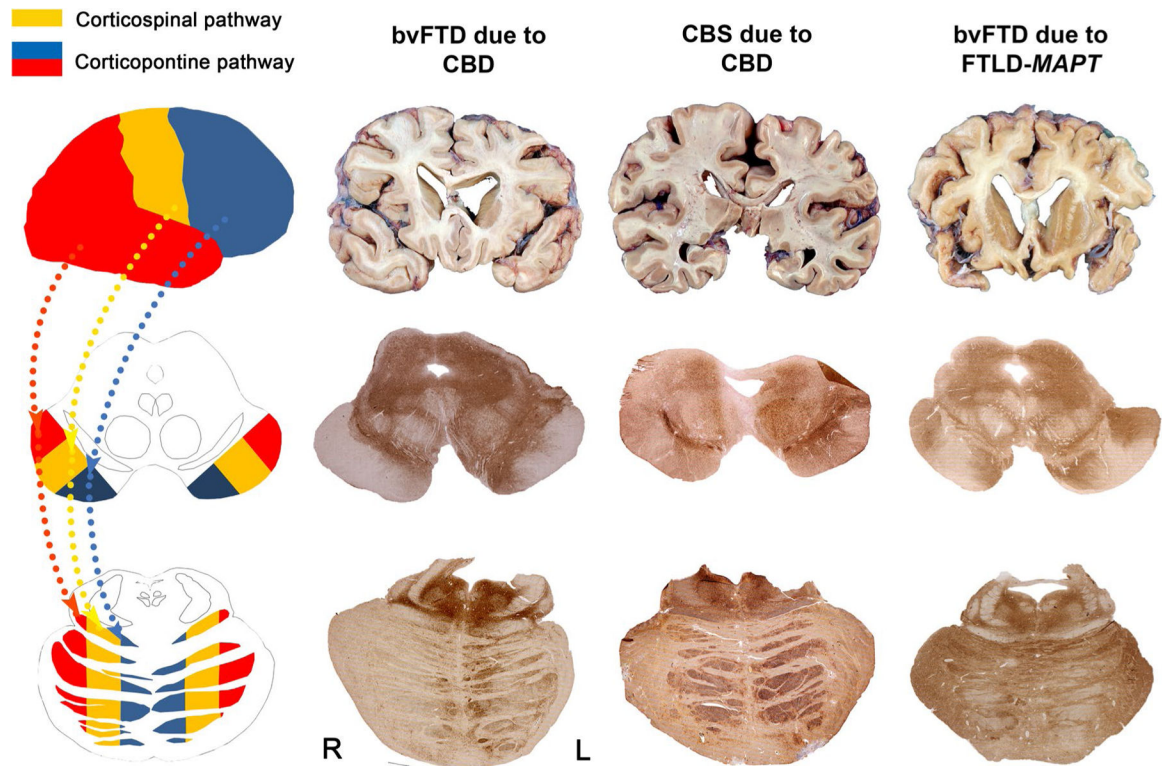 Corticospinal pathway
Corticopontine pathway
bvFTD due to
CBD
CBS due to
CBD
bvFTD due to
FTLD-MAPT
R
L